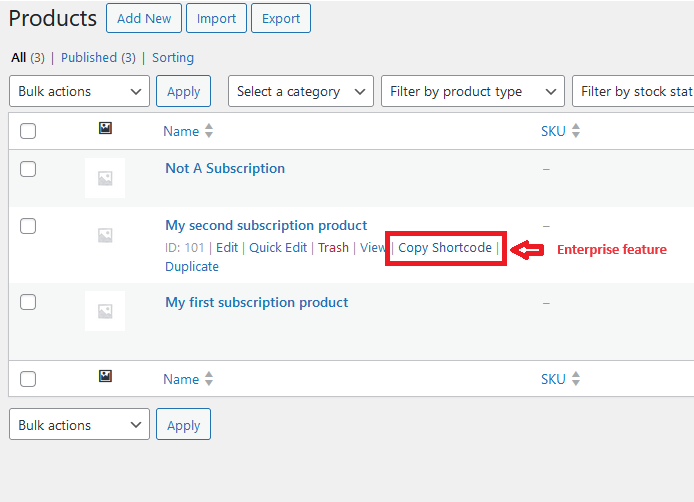 Products Add New Import Export
All (3) | Published (3) | Sorting
Bulk actions Apply Select a category Filter by product type Filter by stock stat
Name SKU
Not A Subscription –
My second subscription product –
ID: 101 | Edit | Quick Edit | Trash | View | Copy Shortcode | Enterprise feature
Duplicate
My first subscription product –
Name SKU
Bulk actions Apply